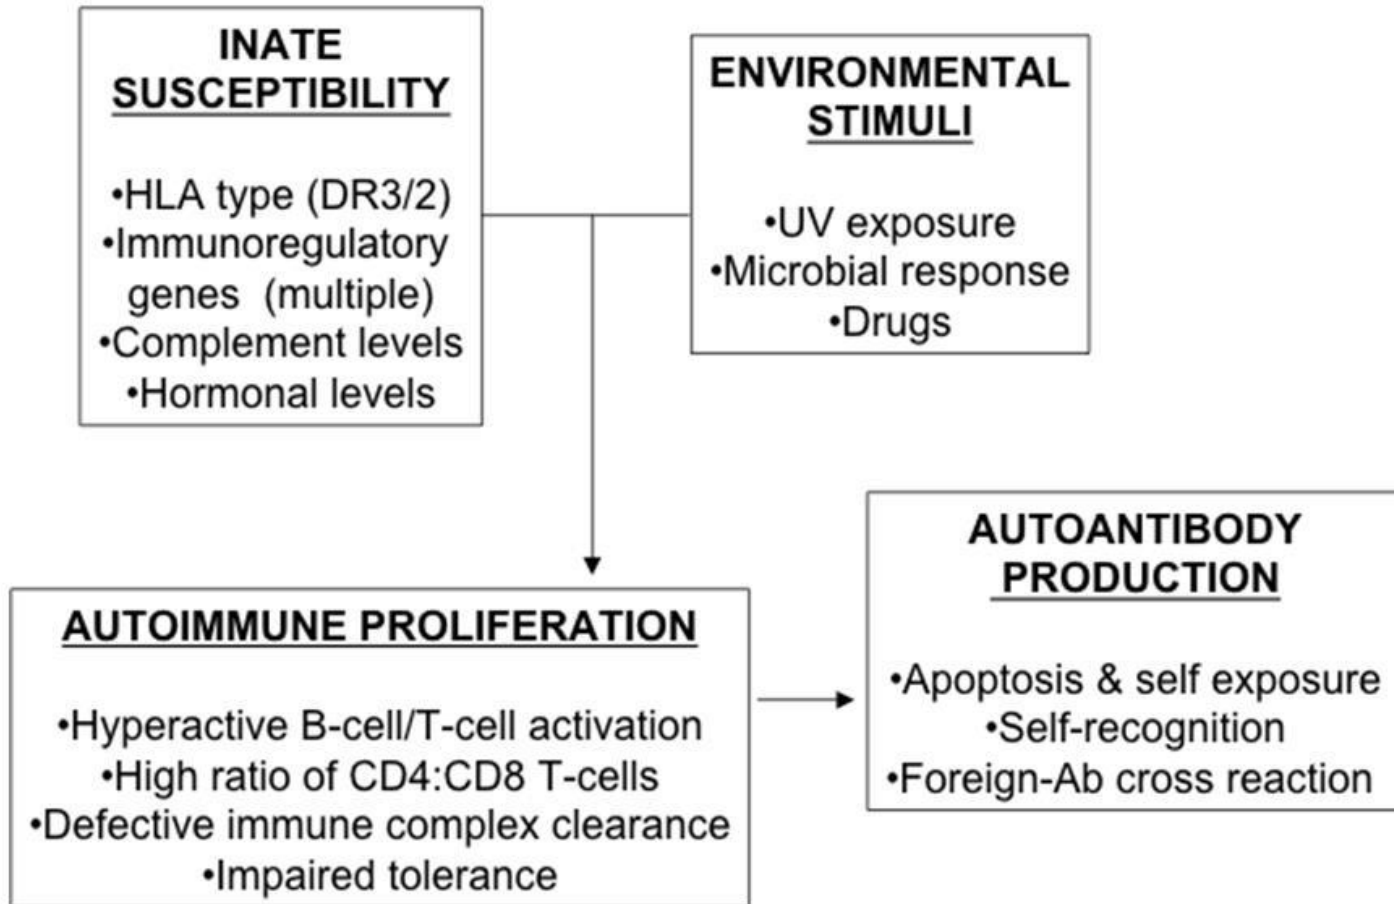 INATE
SUSCEPTIBILITY
•HLA type (DR3/2)
•Immunoregulatory
genes (multiple)
•Complement levels
•Hormonal levels
ENVIRONMENTAL
STIMULI
•UV exposure
•Microbial response
•Drugs
AUTOIMMUNE PROLIFERATION
•Hyperactive B-cell/T-cell activation
•High ratio of CD4:CD8 T-cells
•Defective immune complex clearance
•Impaired tolerance
AUTOANTIBODY
PRODUCTION
•Apoptosis & self exposure
•Self-recognition
•Foreign-Ab cross reaction